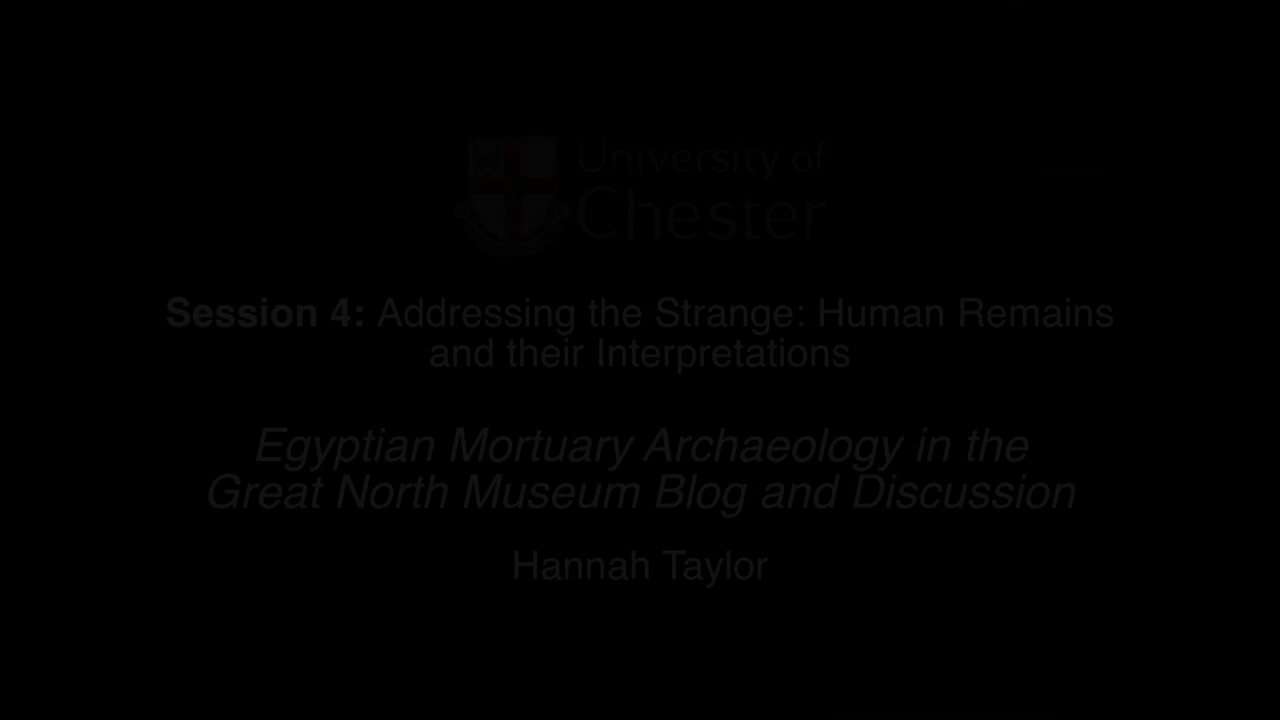 University of
Chester
Session 4: Addressing the Strange: Human Remains
and their Interpretations
Egyptian Mortuary Archaeology in the
Great North Museum Blog and Discussion
Hannah Taylor